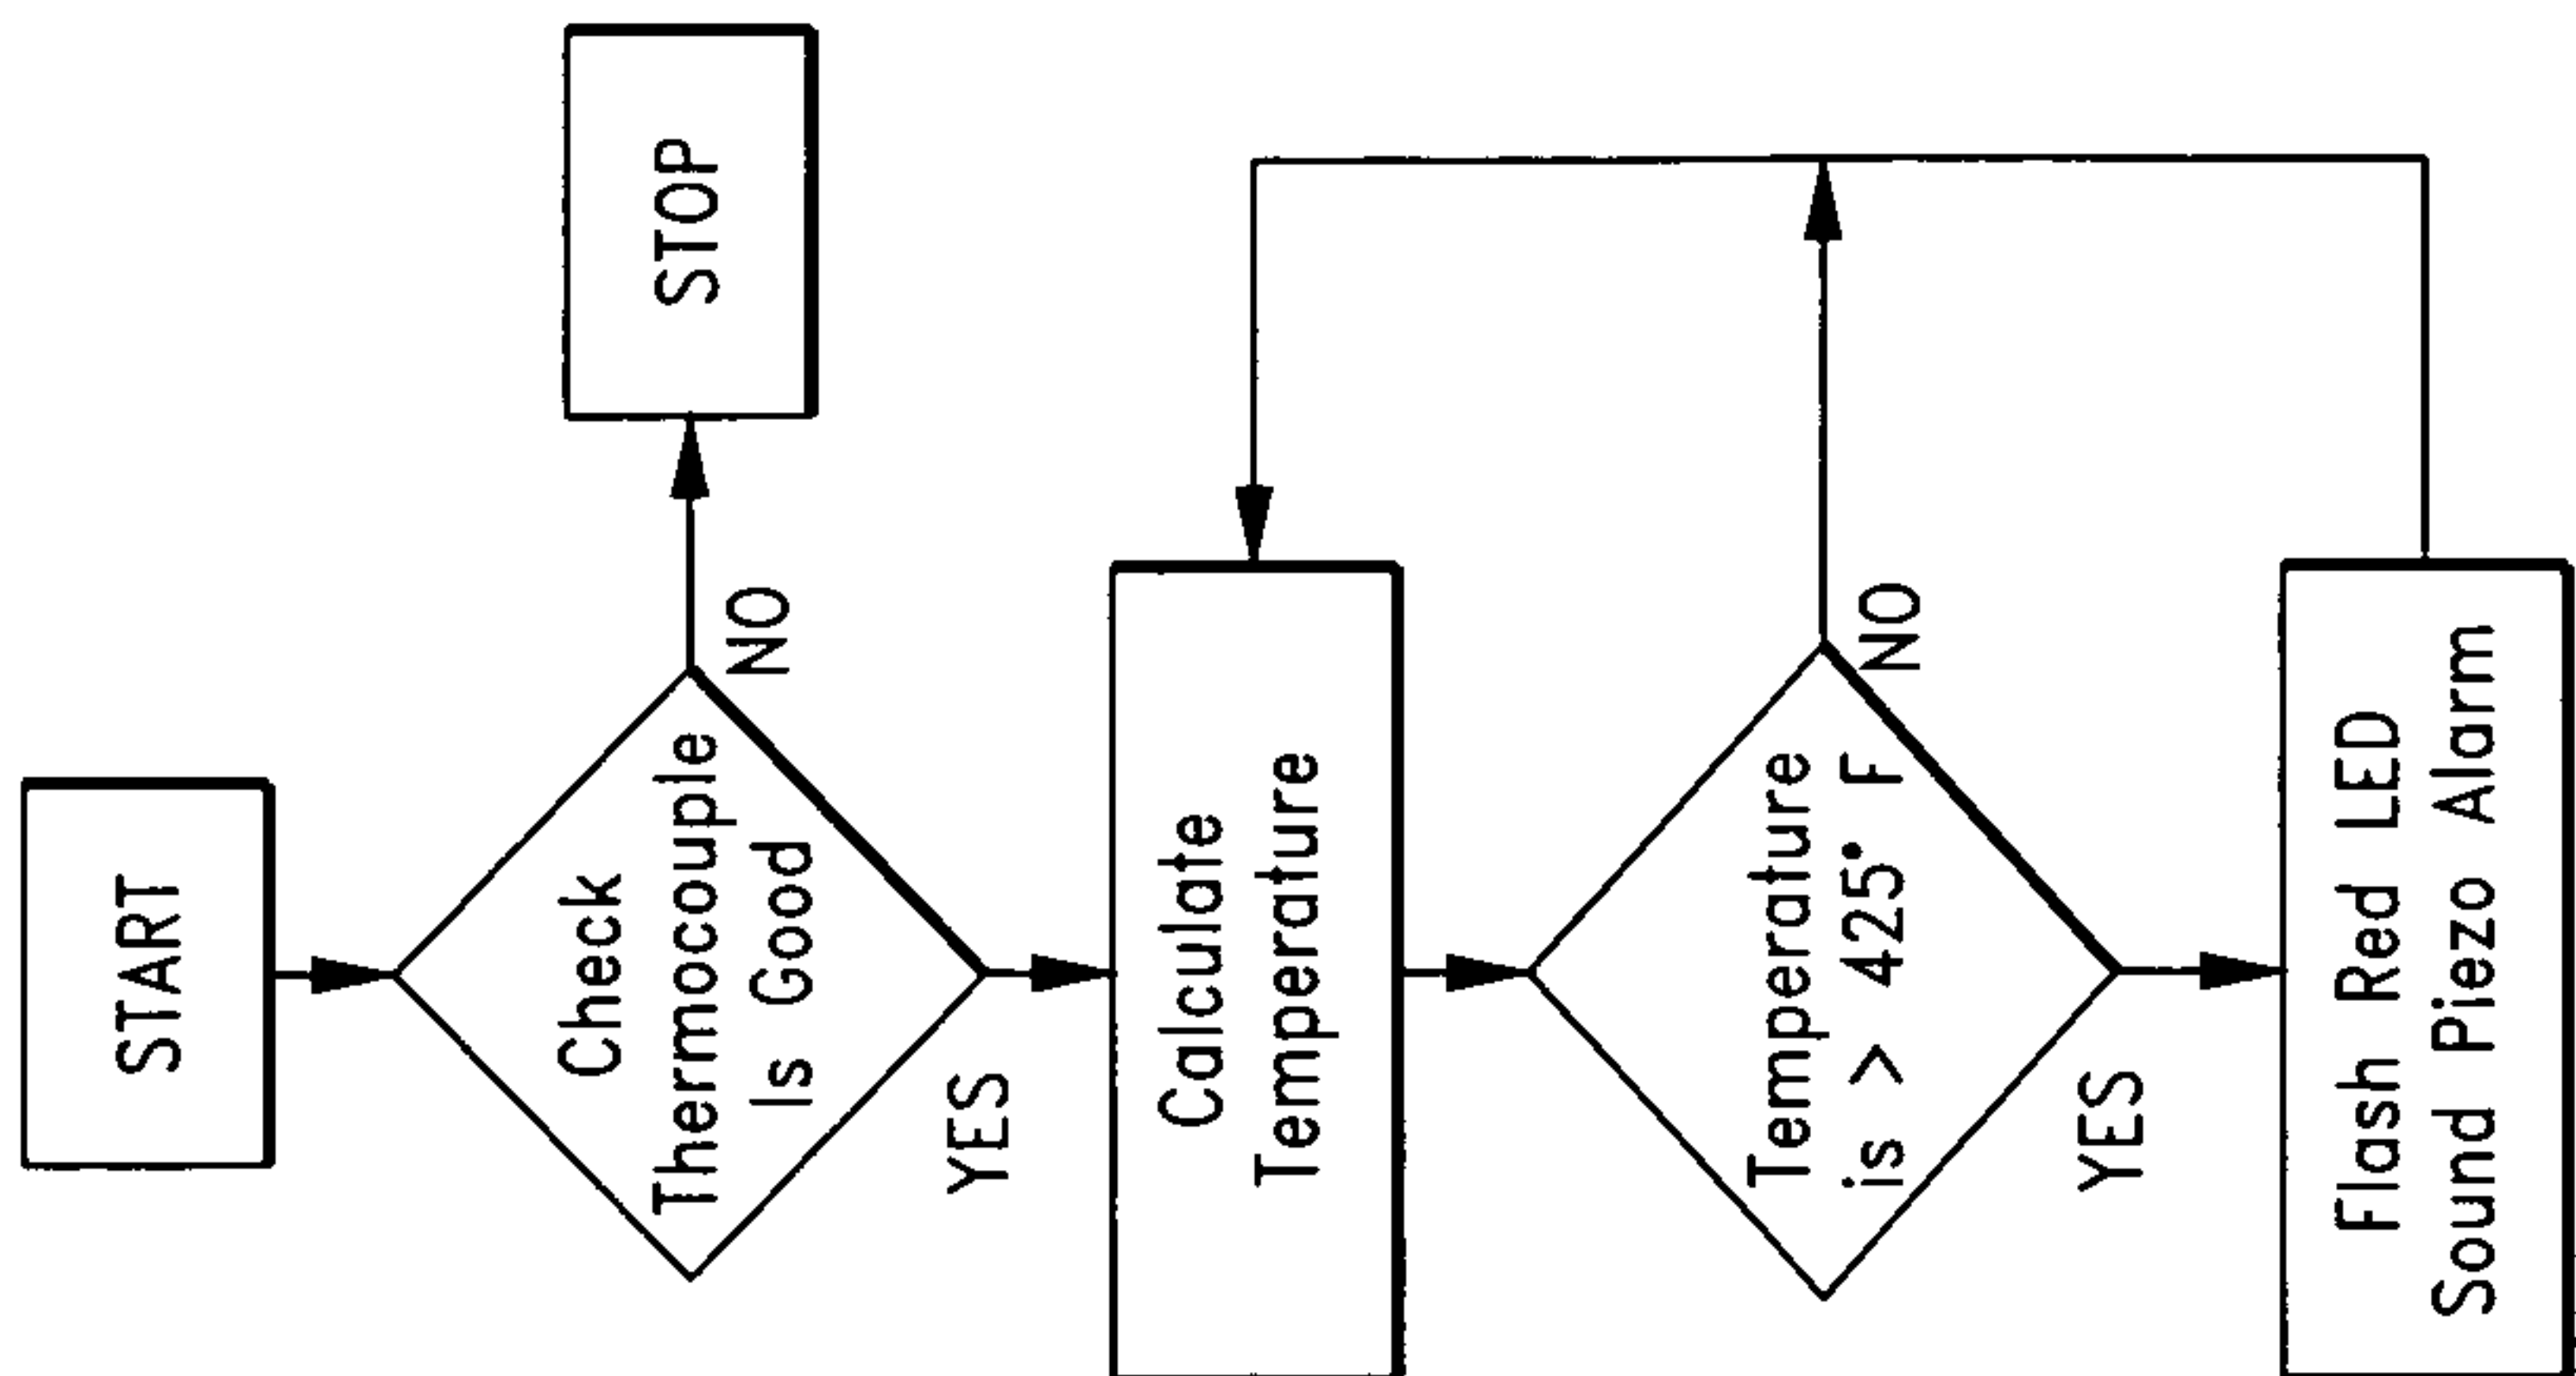 START
Check
Thermocouple
Is Good
NO
STOP
YES
Calculate
Temperature
Temperature
is > 425° F
NO
YES
Flash Red LED
Sound Piezo Alarm